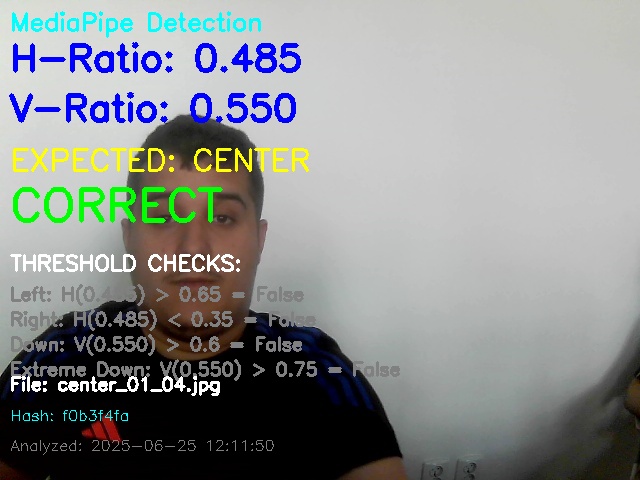 MediaPipe Detection
H-Ratio: 0.485
V-Ratio: 0.550
EXPECTED: CENTER
CORRECT
THRESHOLD CHECKS:
Left: H(0.485) > 0.65 = False
Right: H(0.485) < 0.35 = False
Down: V(0.550) > 0.6 = False
Extreme Down: V(0.550) > 0.75 = False
File: center_01_04.jpg
Hash: f0b3f4fa
Analyzed: 2025-06-25 12:11:50